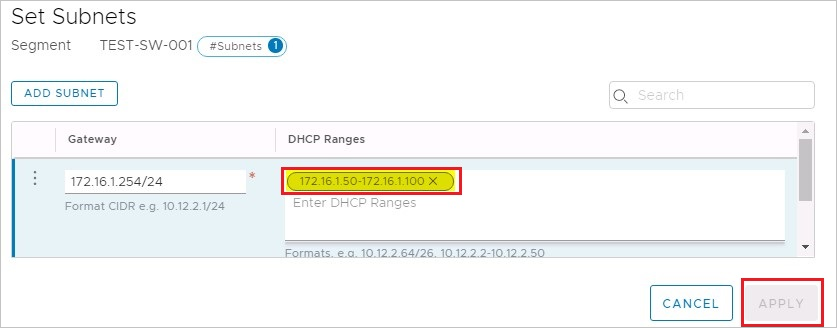 Set Subnets
Segment TEST-SW-001 #Subnets 1
ADD SUBNET Search
Gateway DHCP Ranges
172.16.1.254/24 * 172.16.1.50-172.16.1.100 ×
Format CIDR e.g. 10.12.2.1/24 Enter DHCP Ranges
Formats, e.g. 10.12.2.64/26, 10.12.2.2-10.12.2.50
CANCEL APPLY